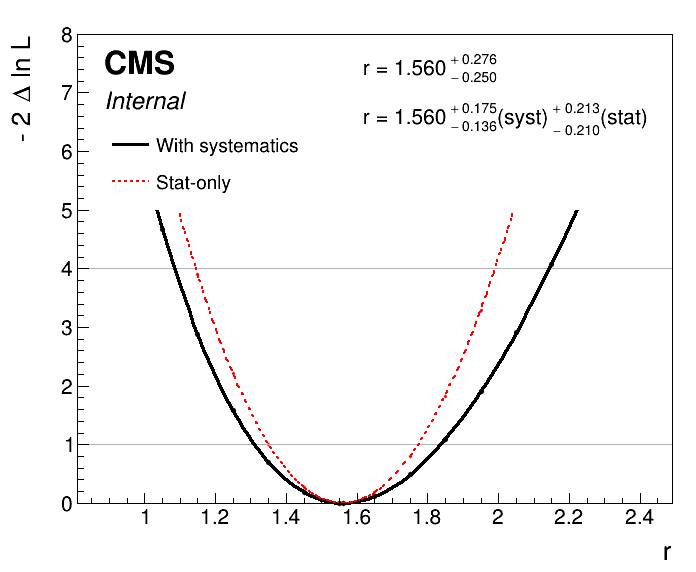 - 2 Δ ln L
8
7
6
5
4
3
2
1
0
CMS
Internal
With systematics
Stat-only
r = 1.560 + 0.276 − 0.250
r = 1.560 + 0.175 − 0.136 (syst) + 0.213 − 0.210 (stat)
1 1.2 1.4 1.6 1.8 2 2.2 2.4
r